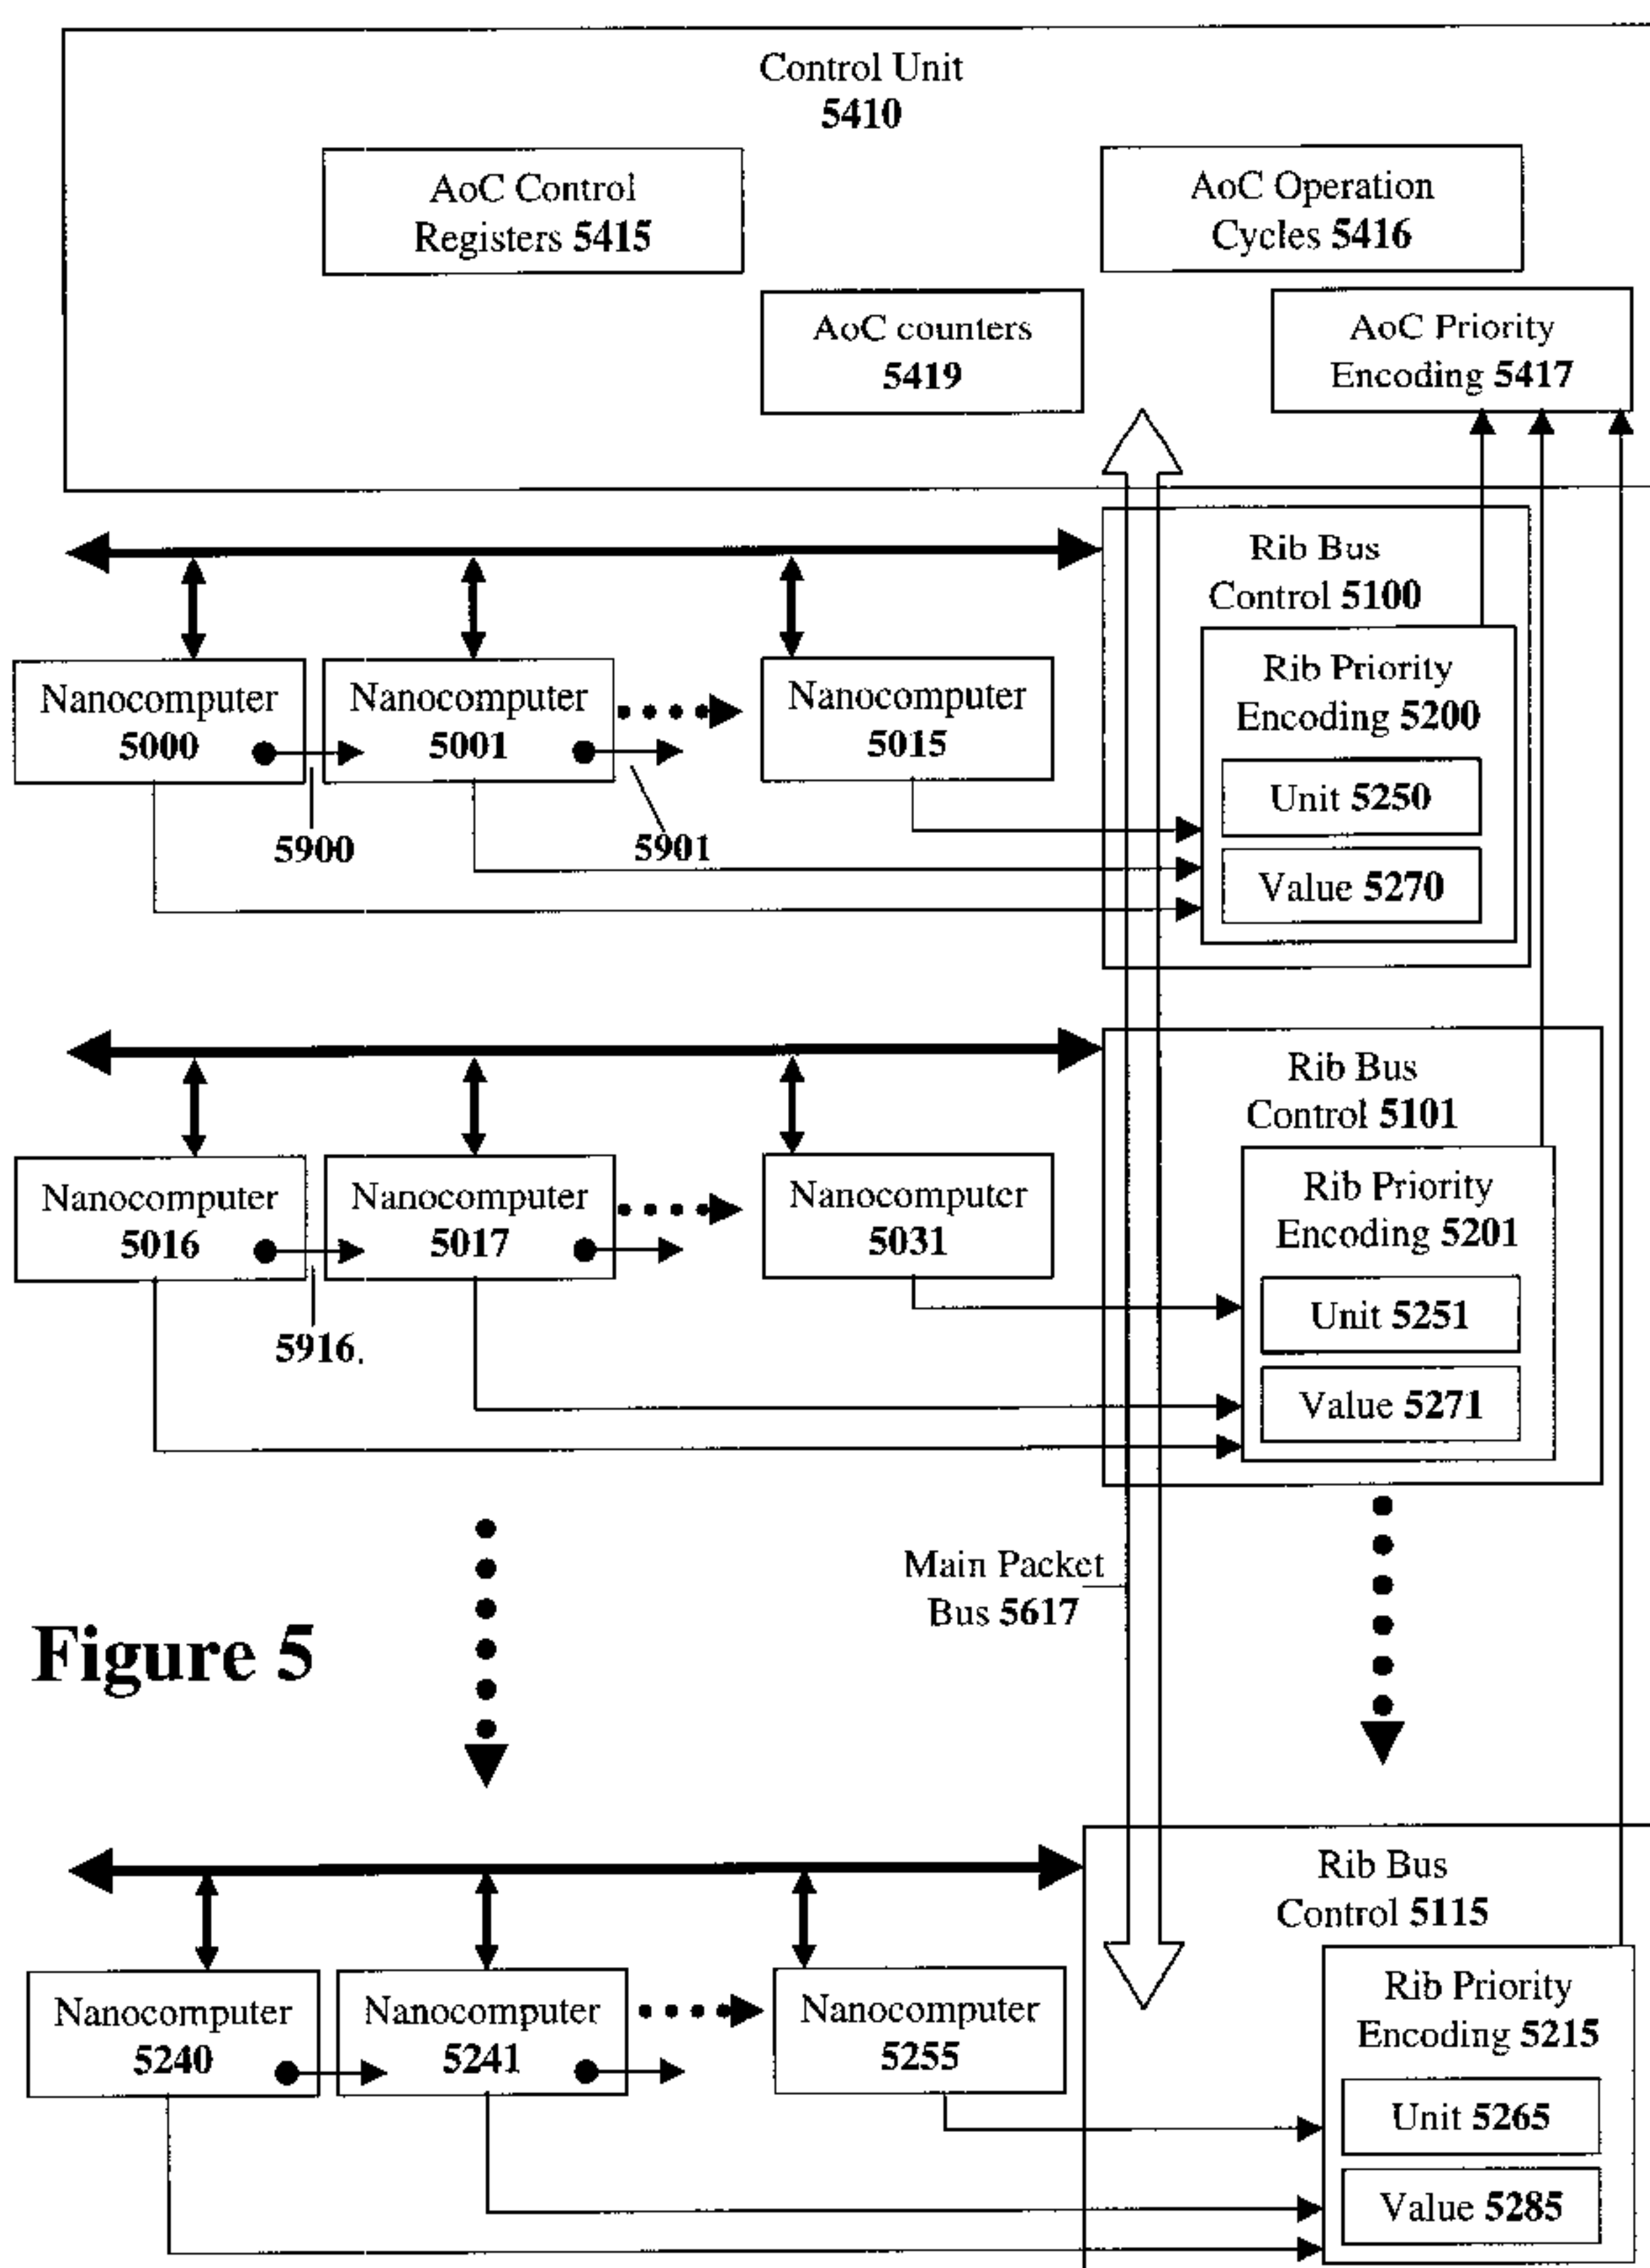 Control Unit
5410
AoC Control
Registers 5415
AoC Operation
Cycles 5416
AoC counters
5419
AoC Priority
Encoding 5417
Rib Bus
Control 5100
Nanocomputer
5000
Nanocomputer
5001
Nanocomputer
5015
Rib Priority
Encoding 5200
Unit 5250
Value 5270
5900
5901
Rib Bus
Control 5101
Nanocomputer
5016
Nanocomputer
5017
Nanocomputer
5031
Rib Priority
Encoding 5201
Unit 5251
Value 5271
5916.
Main Packet
Bus 5617
Figure 5
Rib Bus
Control 5115
Nanocomputer
5240
Nanocomputer
5241
Nanocomputer
5255
Rib Priority
Encoding 5215
Unit 5265
Value 5285